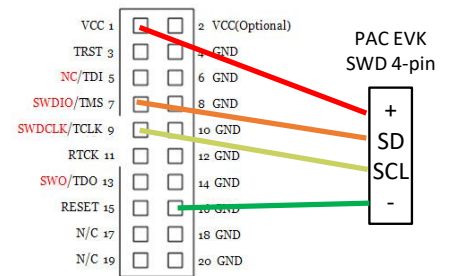 VCC 1 2 VCC(Optional)
TRST 3 4 GND
NC/TDI 5 6 GND
SWDIO/TMS 7 8 GND
SWDCLK/TCLK 9 10 GND
RTCK 11 12 GND
SWO/TDO 13 14 GND
RESET 15 16 GND
N/C 17 18 GND
N/C 19 20 GND
PAC EVK
SWD 4-pin
+
SD
SCL
-